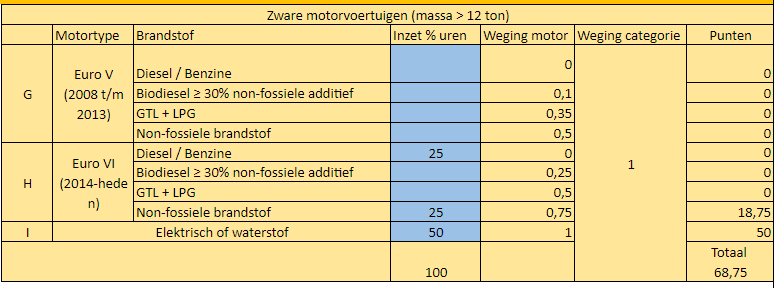 Zware motorvoertuigen (massa > 12 ton)
Motortype Brandstof Inzet % uren Weging motor Weging categorie Punten
G Euro V (2008 t/m 2013) Diesel / Benzine 0 1 0
Biodiesel ≥ 30% non-fossiele additief 0,1 0
GTL + LPG 0,35 0
Non-fossiele brandstof 0,5 0
H Euro VI (2014-heden) Diesel / Benzine 25 0 0
Biodiesel ≥ 30% non-fossiele additief 0,25 0
GTL + LPG 0,5 0
Non-fossiele brandstof 25 0,75 18,75
I Elektrisch of waterstof 50 1 50
Totaal
100 68,75